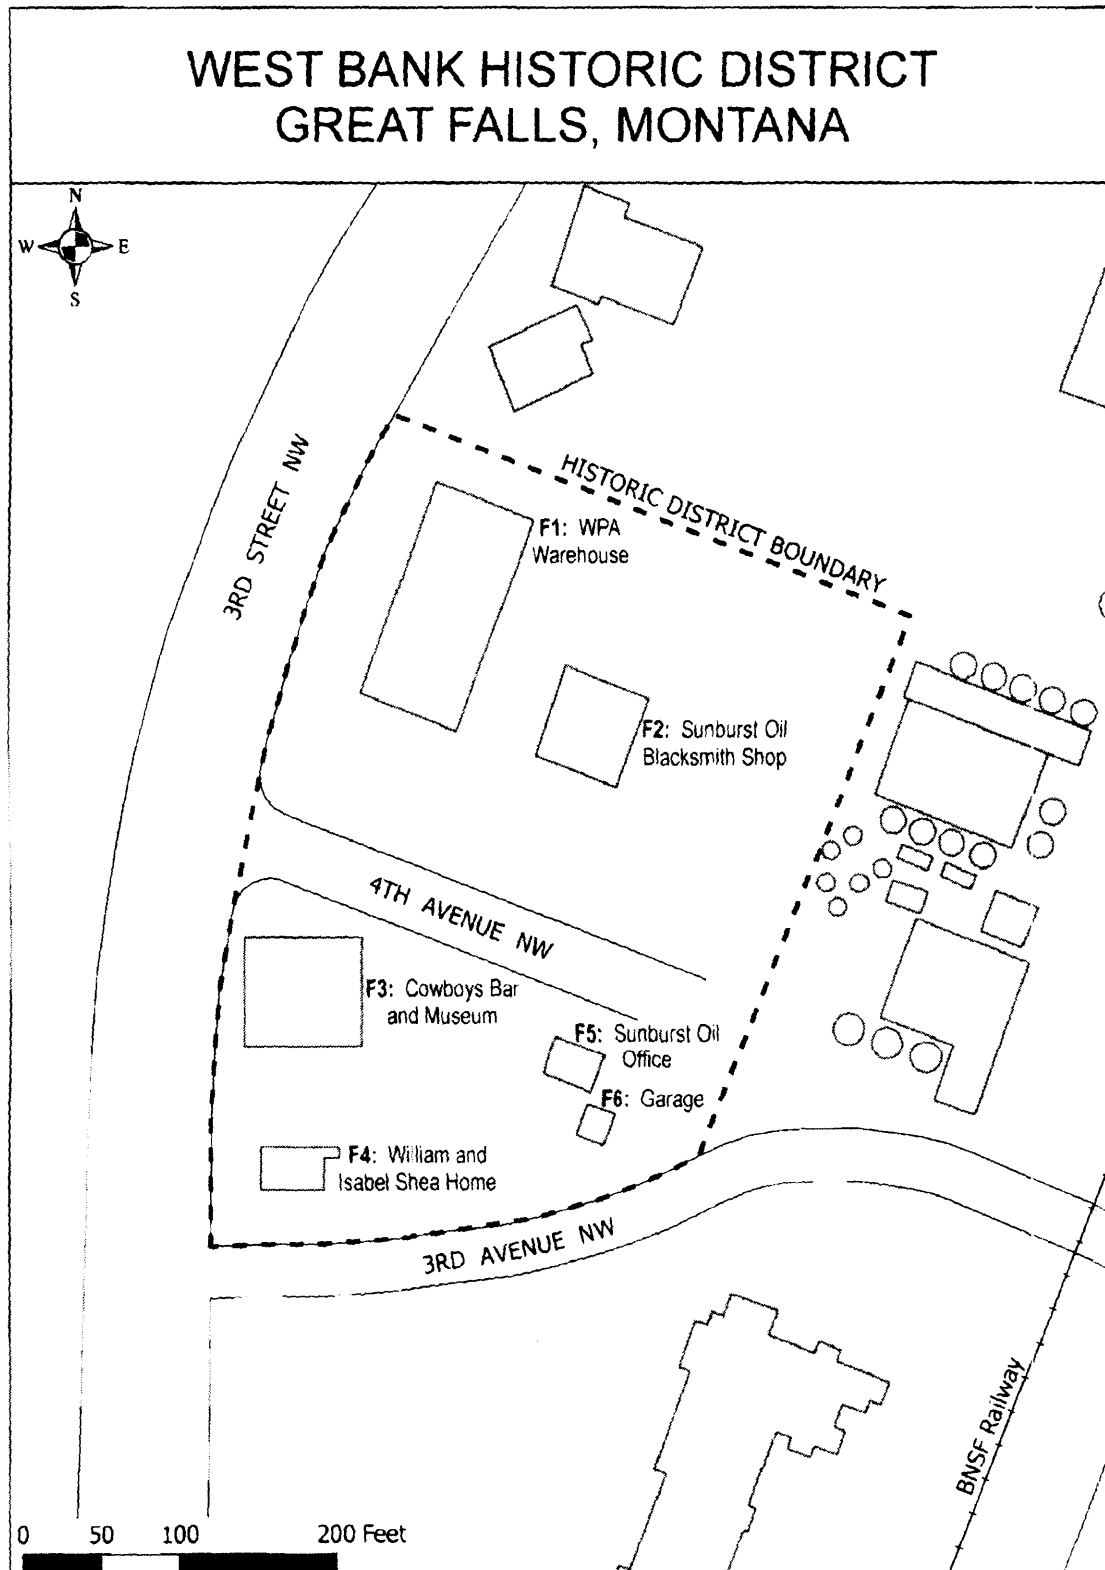 WEST BANK HISTORIC DISTRICT
GREAT FALLS, MONTANA
N
W E
S
3RD STREET NW
HISTORIC DISTRICT BOUNDARY
F1: WPA
Warehouse
F2: Sunburst Oil
Blacksmith Shop
4TH AVENUE NW
F3: Cowboys Bar
and Museum
F5: Sunburst Oil
Office
F6: Garage
F4: William and
Isabel Shea Home
3RD AVENUE NW
BNSF Railway
0 50 100 200 Feet